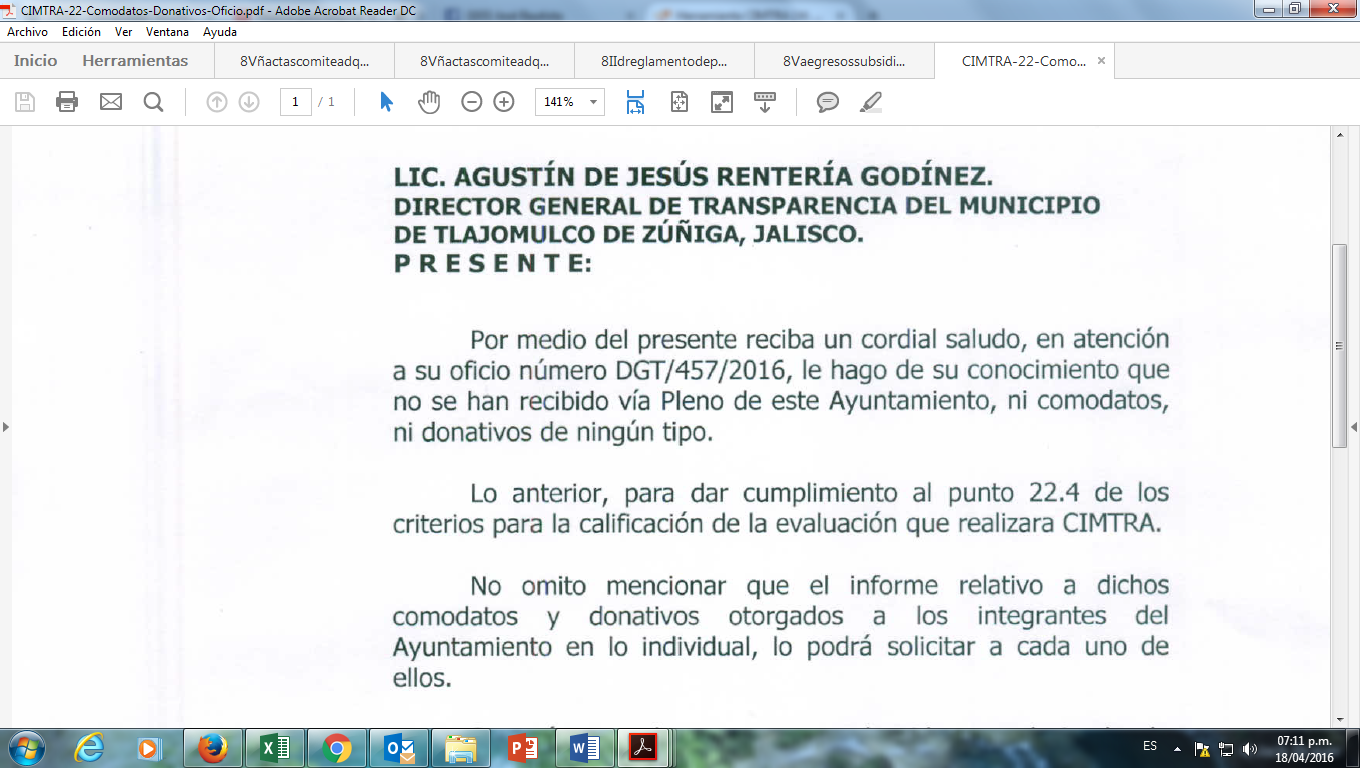 CIMTRA-22-Comodatos-Donativos-Oficio.pdf - Adobe Acrobat Reader DC
Archivo Edición Ver Ventana Ayuda
Inicio Herramientas 8Vñactascomiteadq... 8Vñactascomiteadq... 8IIdreglamentodep... 8Vaegresossubsidi... CIMTRA-22-Como...
1 / 1 141%
LIC. AGUSTÍN DE JESÚS RENTERÍA GODÍNEZ.
DIRECTOR GENERAL DE TRANSPARENCIA DEL MUNICIPIO
DE TLAJOMULCO DE ZÚÑIGA, JALISCO.
P R E S E N T E:
Por medio del presente reciba un cordial saludo, en atención
a su oficio número DGT/457/2016, le hago de su conocimiento que
no se han recibido vía Pleno de este Ayuntamiento, ni comodatos,
ni donativos de ningún tipo.
Lo anterior, para dar cumplimiento al punto 22.4 de los
criterios para la calificación de la evaluación que realizara CIMTRA.
No omito mencionar que el informe relativo a dichos
comodatos y donativos otorgados a los integrantes del
Ayuntamiento en lo individual, lo podrá solicitar a cada uno de
ellos.
ES 07:11 p.m.
18/04/2016